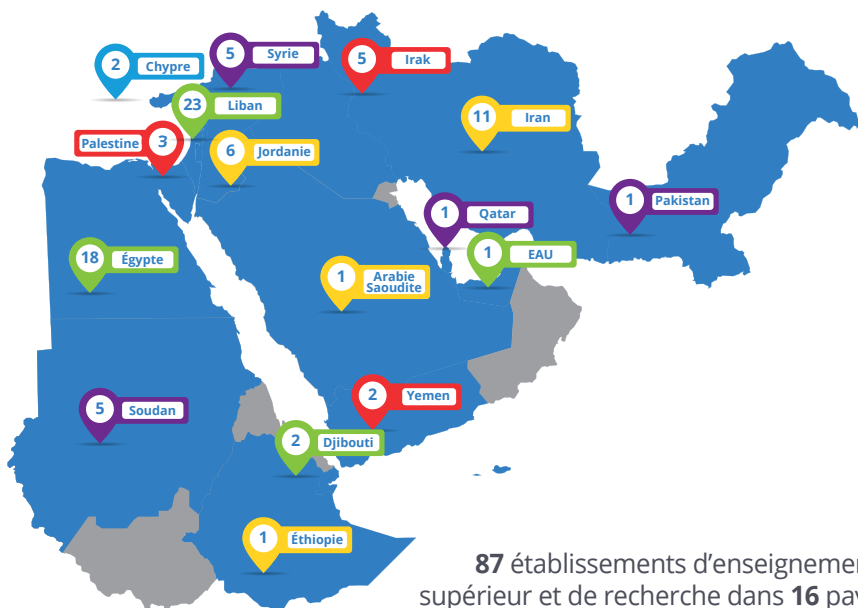 5
Syrie
5
Irak
2
Chypre
23
Liban
11
Iran
Palestine
3
6
Jordanie
1
Pakistan
1
Qatar
1
EAU
18
Égypte
1
Arabie
Saoudite
2
Yemen
5
Soudan
2
Djibouti
1
Éthiopie
87 établissements d’enseignemen
supérieur et de recherche dans 16 pay